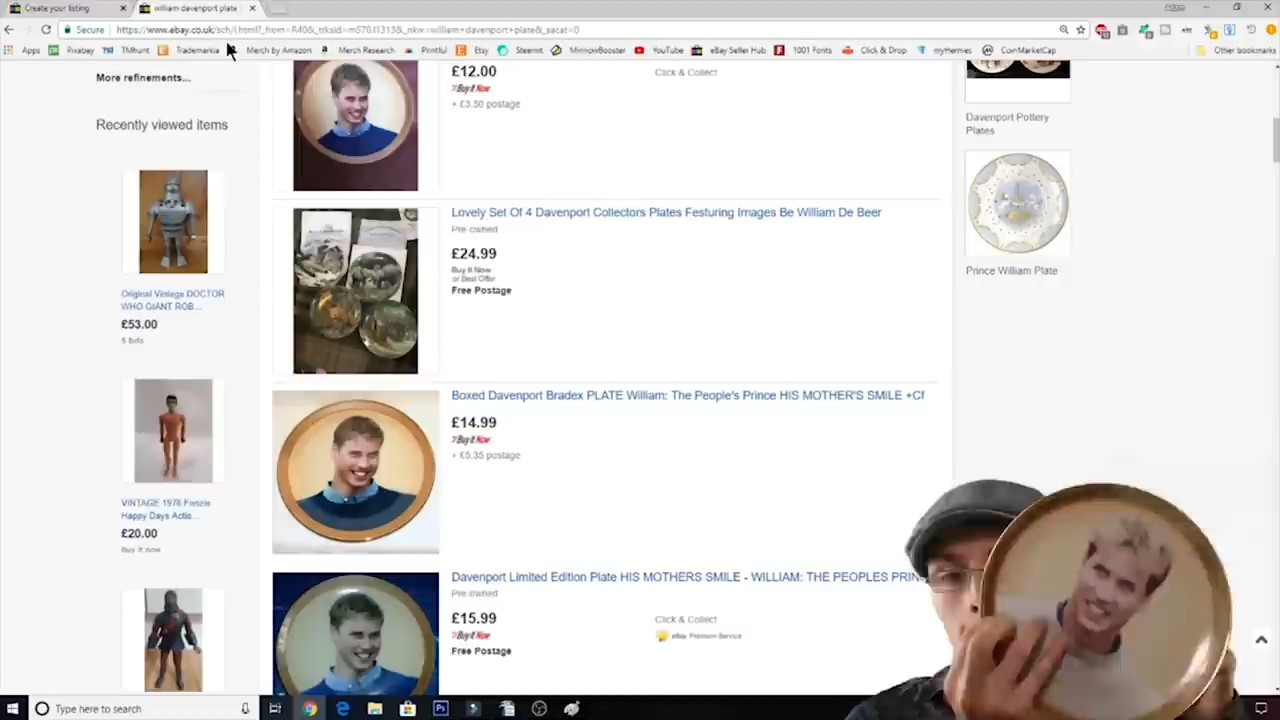 Create your listing
william davenport plate
Secure
https://www.ebay.co.uk/sch/i.html?_from=R40&_trksid=m570.l1313&_nkw=william+davenport+plate&_sacat=0
Apps
Pixabay
TMhunt
Trademarkia
Merch by Amazon
Merch Research
Printful
Etsy
Steemit
MinnowBooster
YouTube
eBay Seller Hub
1001 Fonts
Click & Drop
myHermes
CoinMarketCap
Other bookmarks
More refinements...
Recently viewed items
Original Vintage DOCTOR
WHO GIANT ROB...
£53.00
5 bids
VINTAGE 1976 Fonzie
Happy Days Actio...
£20.00
Buy it now
£12.00
Buy It Now
+ £3.50 postage
Click & Collect
Lovely Set Of 4 Davenport Collectors Plates Festuring Images Be William De Beer
Pre-owned
£24.99
Buy It Now
or Best Offer
Free Postage
Boxed Davenport Bradex PLATE William: The People's Prince HIS MOTHER'S SMILE +Cf
£14.99
Buy It Now
+ £5.35 postage
Davenport Limited Edition Plate HIS MOTHERS SMILE - WILLIAM: THE PEOPLES PRIN
Pre-owned
£15.99
Buy It Now
Free Postage
Click & Collect
eBay Premium Service
Davenport Pottery
Plates
Prince William Plate
Type here to search